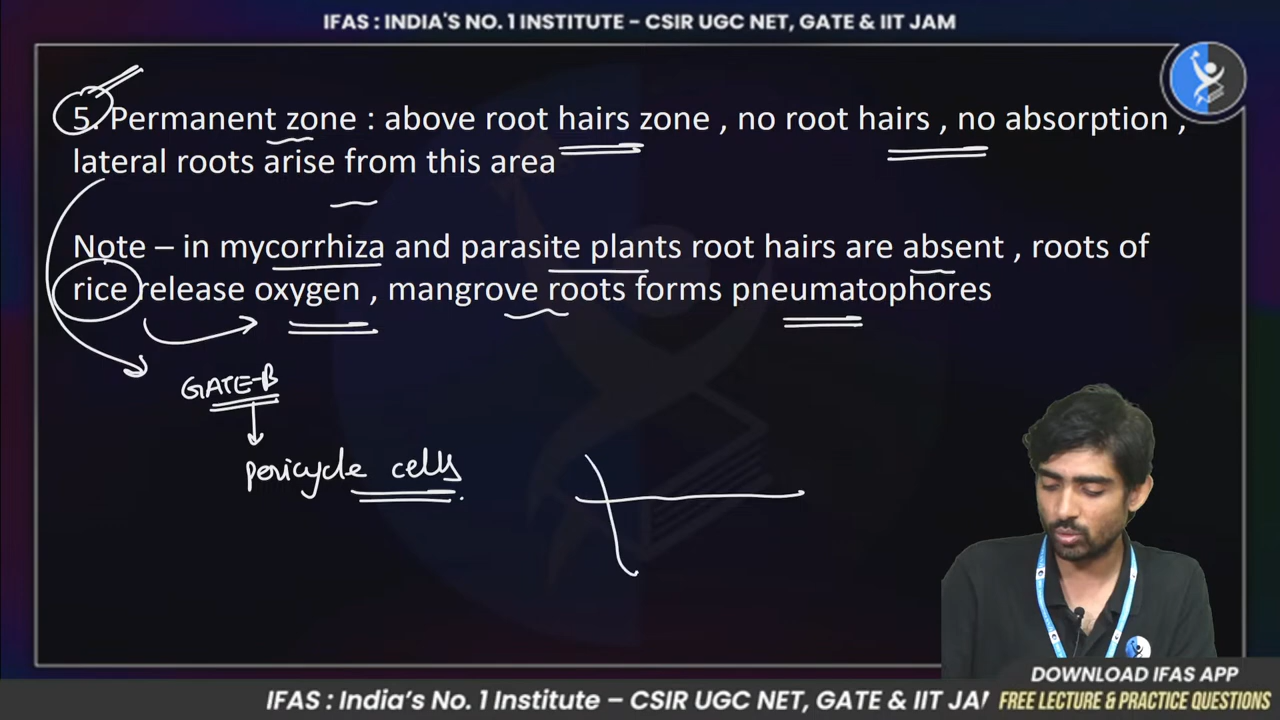 IFAS : INDIA'S NO. 1 INSTITUTE – CSIR UGC NET, GATE & IIT JAM
5. Permanent zone : above root hairs zone , no root hairs , no absorption ,
lateral roots arise from this area
Note – in mycorrhiza and parasite plants root hairs are absent , roots of
rice release oxygen , mangrove roots forms pneumatophores
GATE-B
Pericycle cells
DOWNLOAD IFAS APP
IFAS : India's No. 1 Institute – CSIR UGC NET, GATE & IIT JA
FREE LECTURE & PRACTICE QUESTIONS